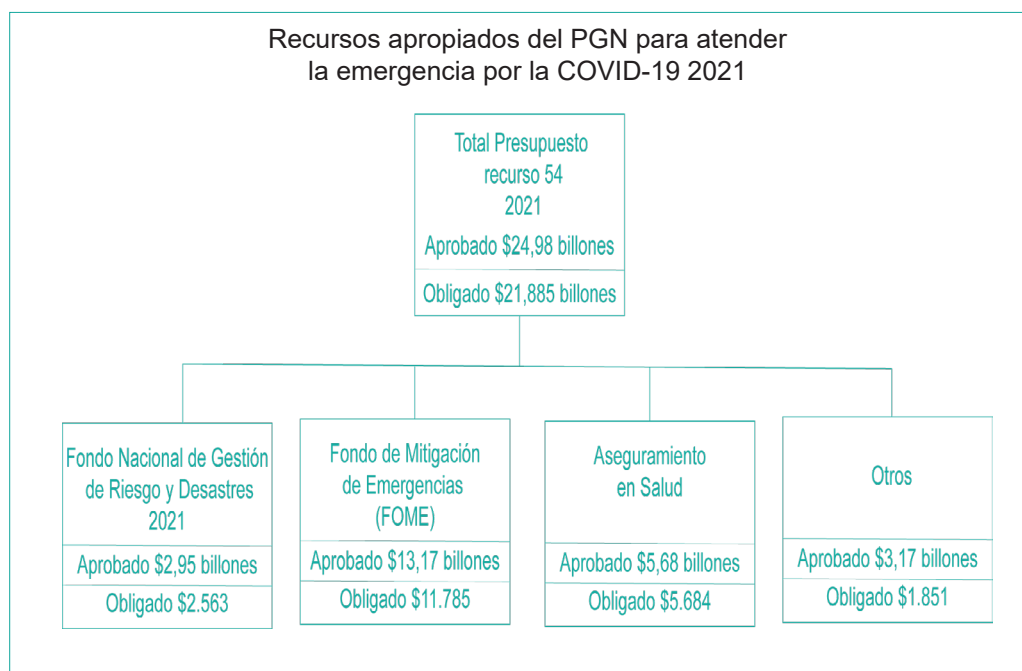 Recursos apropiados del PGN para atender
la emergencia por la COVID-19 2021
Total Presupuesto
recurso 54
2021
Aprobado $24,98 billones
Obligado $21,885 billones
Fondo Nacional de Gestión
de Riesgo y Desastres
2021
Aprobado $2,95 billones
Obligado $2.563
Fondo de Mitigación
de Emergencias
(FOME)
Aprobado $13,17 billones
Obligado $11.785
Aseguramiento
en Salud
Aprobado $5,68 billones
Obligado $5.684
Otros
Aprobado $3,17 billones
Obligado $1.851